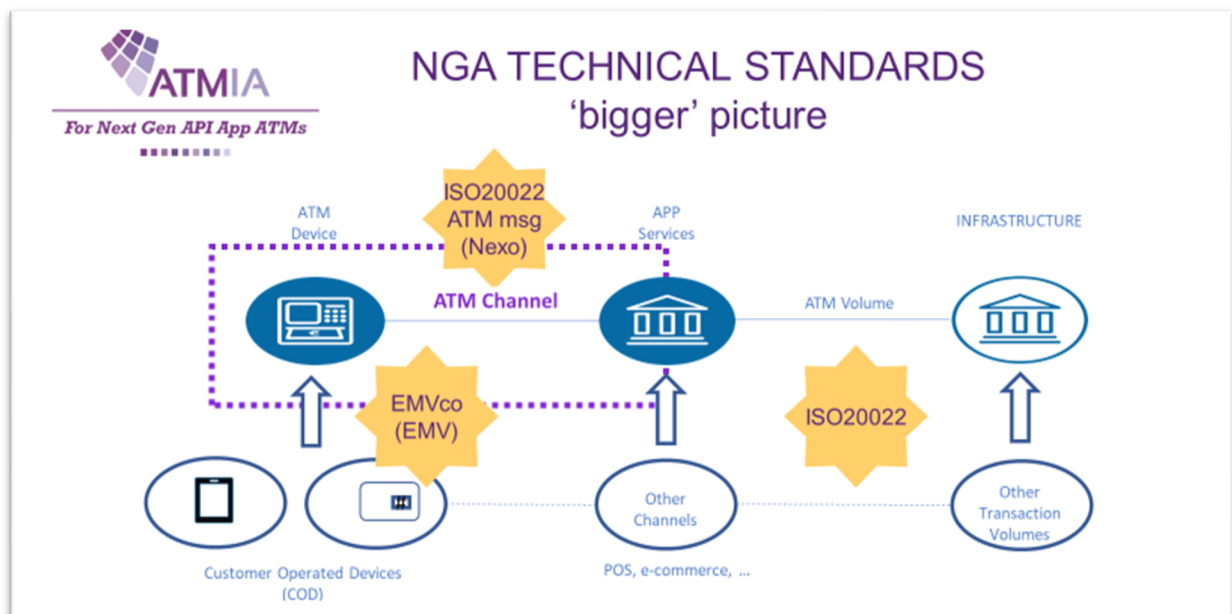 ATMIA
For Next Gen API App ATMs
NGA TECHNICAL STANDARDS
‘bigger’ picture
ISO20022
ATM msg
(Nexo)
ATM
Device
APP
Services
INFRASTRUCTURE
ATM Channel
ATM Volume
EMVco
(EMV)
ISO20022
Other
Channels
Other
Transaction
Volumes
Customer Operated Devices
(COD)
POS, e-commerce, ...